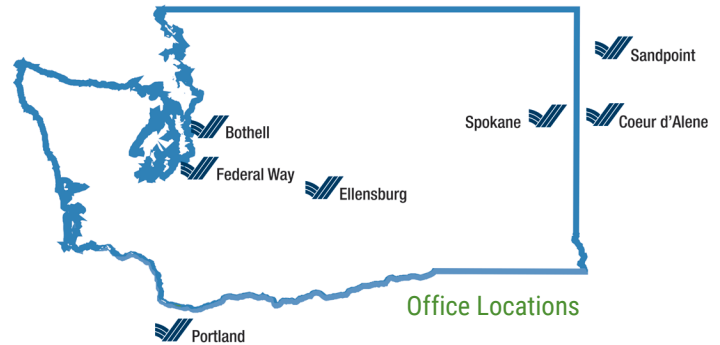 Sandpoint
Spokane
Coeur d'Alene
Bothell
Federal Way
Ellensburg
Office Locations
Portland